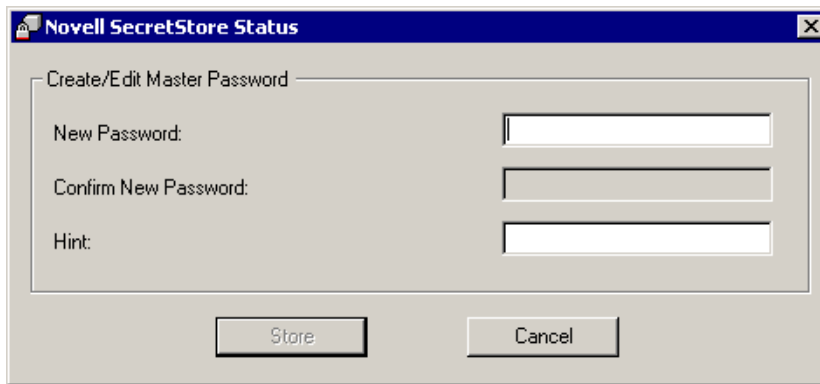 Novell SecretStore Status
Create/Edit Master Password
New Password:
Confirm New Password:
Hint:
Store Cancel